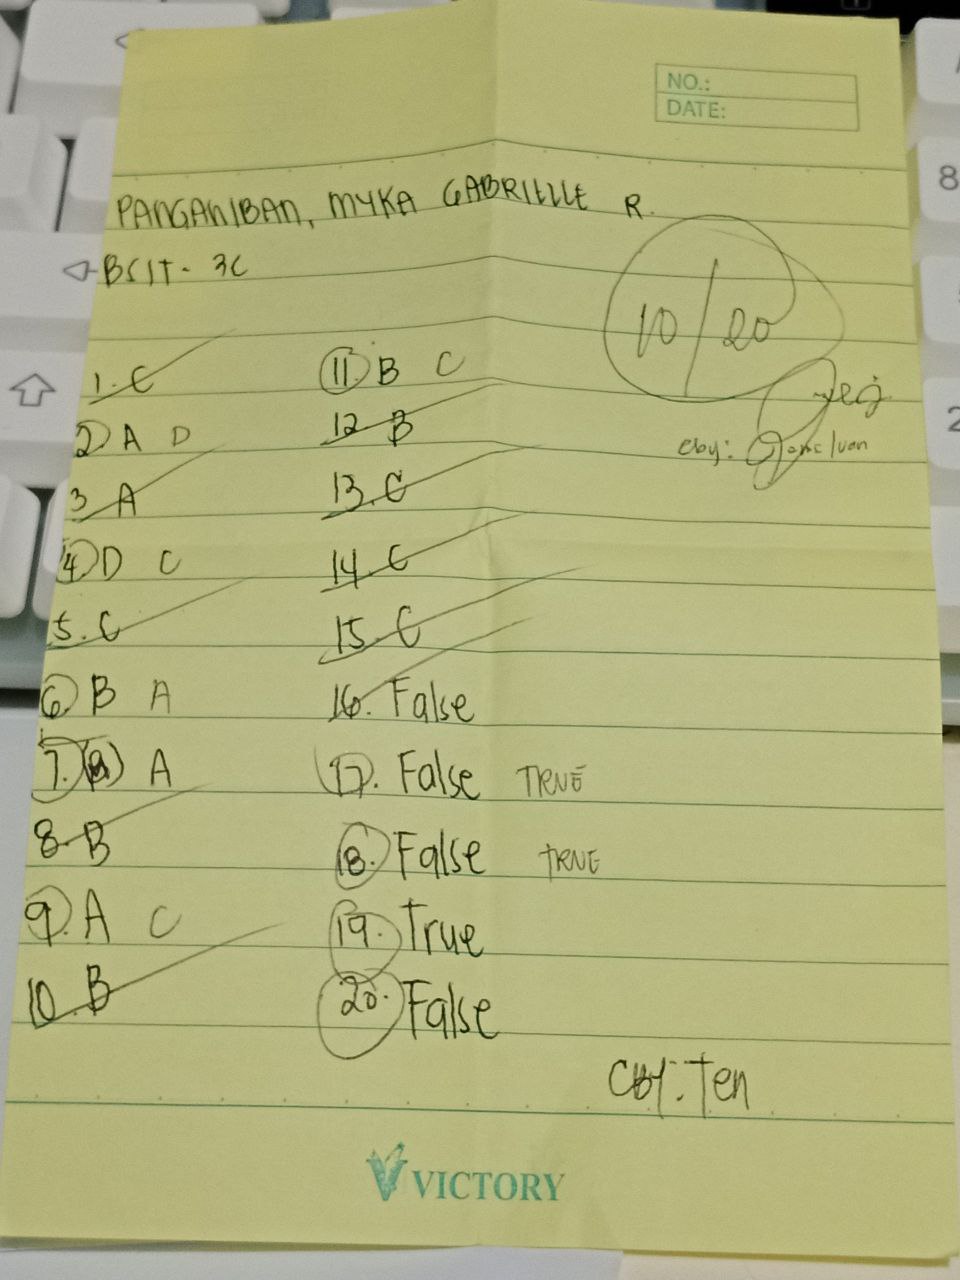 NO.:
DATE:
PANGANIBAN, MYKA GABRIELLE R.
BSIT - 3C
10/20
cby:
1. C
2 A D
3 A
4 D C
5. C
6 B A
7. A
8 B
9. A C
10. B
11 B C
12 B
13. C
14. C
15. C
16. False
17. False TRUE
18. False TRUE
19. True
20. False
CBY: Ten
VICTORY